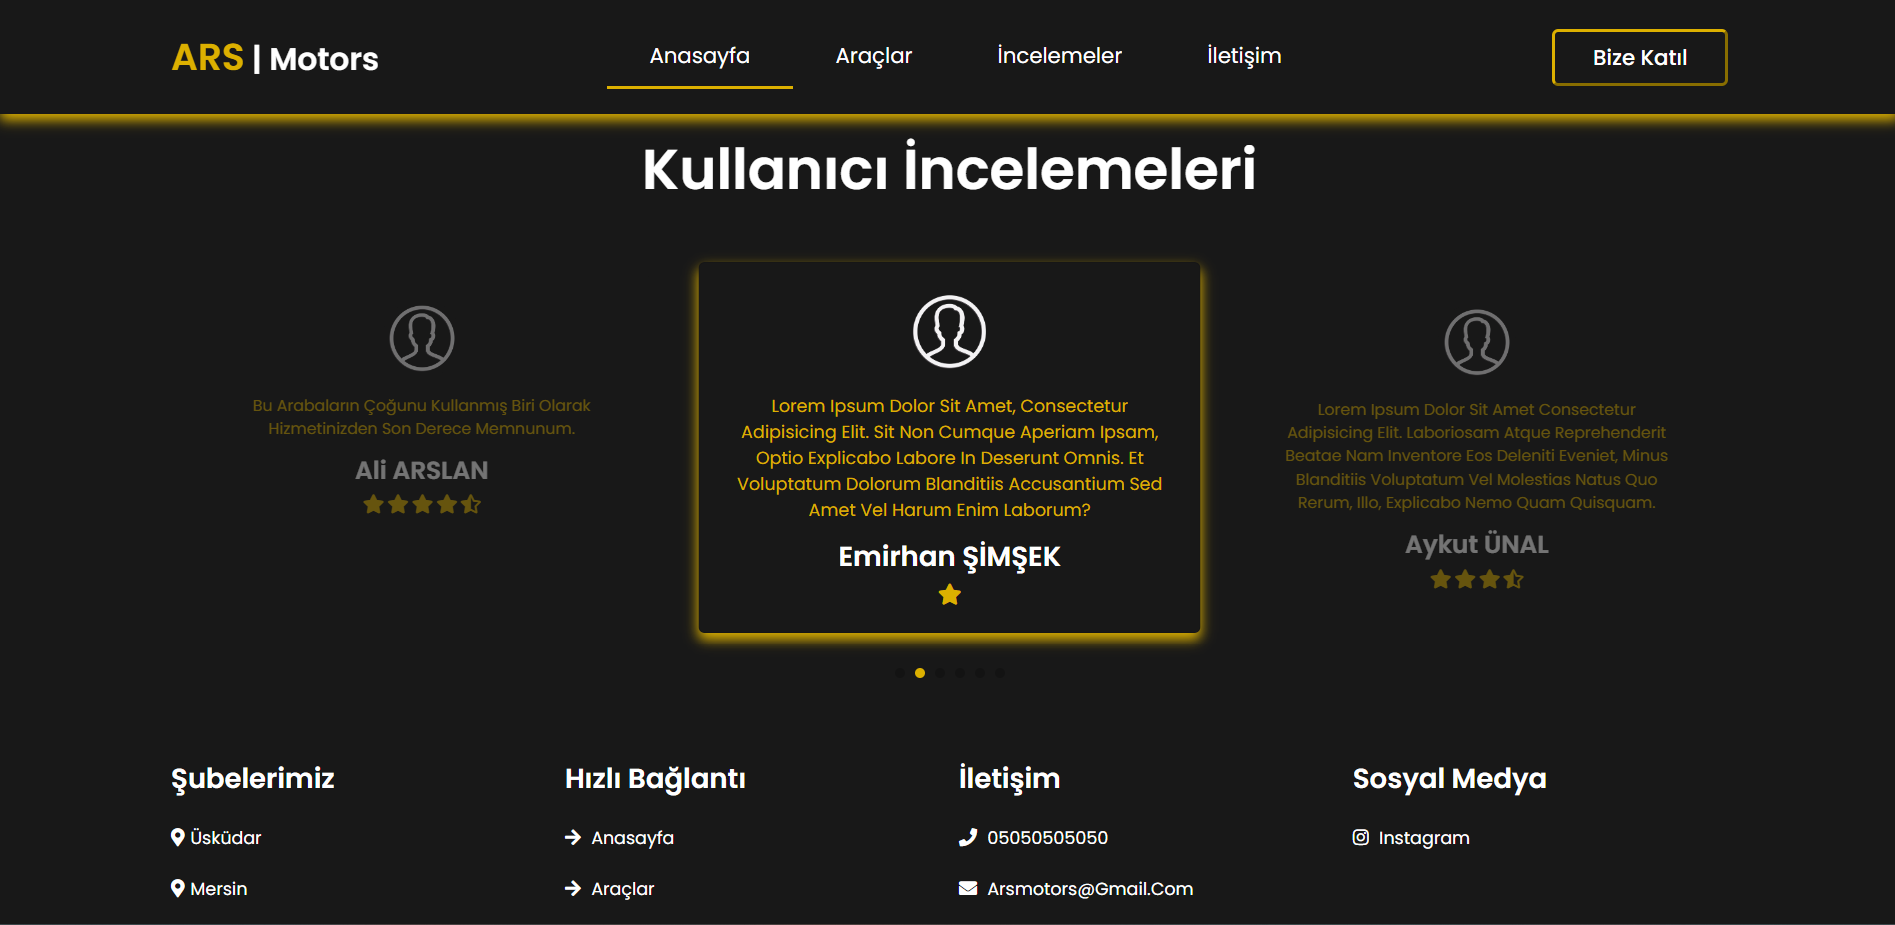 ARS | Motors
Anasayfa
Araçlar
İncelemeler
İletişim
Bize Katıl
Kullanıcı İncelemeleri
Bu Arabaların Çoğunu Kullanmış Biri Olarak
Hizmetinizden Son Derece Memnunum.
Ali ARSLAN
Lorem Ipsum Dolor Sit Amet, Consectetur
Adipisicing Elit. Sit Non Cumque Aperiam Ipsam,
Optio Explicabo Labore In Deserunt Omnis. Et
Voluptatum Dolorum Blanditiis Accusantium Sed
Amet Vel Harum Enim Laborum?
Emirhan ŞİMŞEK
Lorem Ipsum Dolor Sit Amet Consectetur
Adipisicing Elit. Laboriosam Atque Reprehenderit
Beatae Nam Inventore Eos Deleniti Eveniet, Minus
Blanditiis Voluptatum Vel Molestias Natus Quo
Rerum, Illo, Explicabo Nemo Quam Quisquam.
Aykut ÜNAL
Şubelerimiz
Üsküdar
Mersin
Hızlı Bağlantı
Anasayfa
Araçlar
İletişim
05050505050
Arsmotors@Gmail.Com
Sosyal Medya
Instagram